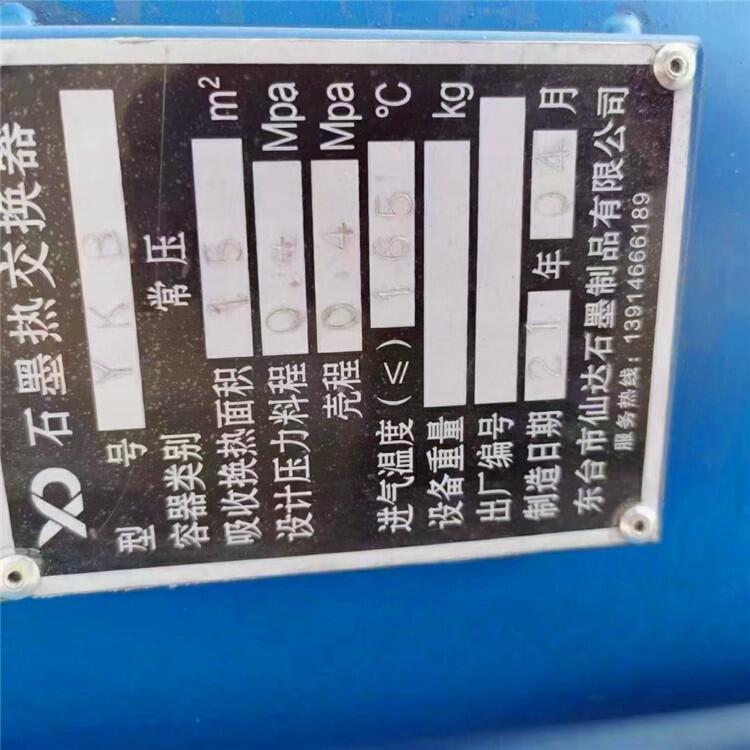 XD 石墨热交换器
型号 YKB
容器类别 常压
吸收换热面积 15 m²
设计压力料程 0.4 Mpa
壳程 0.4 Mpa
进气温度(≤) 165 ℃
设备重量 kg
出厂编号
制造日期 21 年 04 月
东台市仙达石墨制品有限公司
服务热线：13914666189